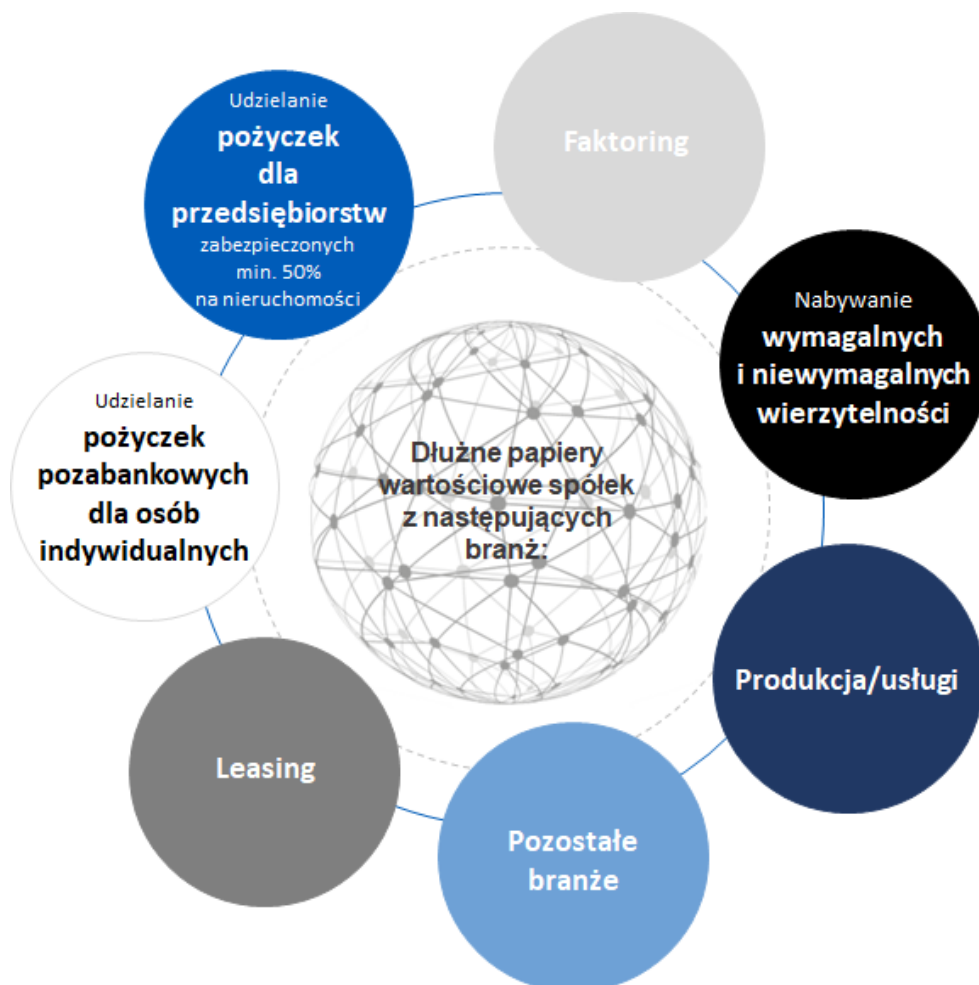 Udzielanie
pożyczek
dla
przedsiębiorstw
zabezpieczonych
min. 50%
na nieruchomości
Faktoring
Nabywanie
wymagalnych
i niewymagalnych
wierzytelności
Udzielanie
pożyczek
pozabankowych
dla osób
indywidualnych
Dłużne papiery
wartościowe spółek
z następujących
branż:
Produkcja/usługi
Leasing
Pozostałe
branże